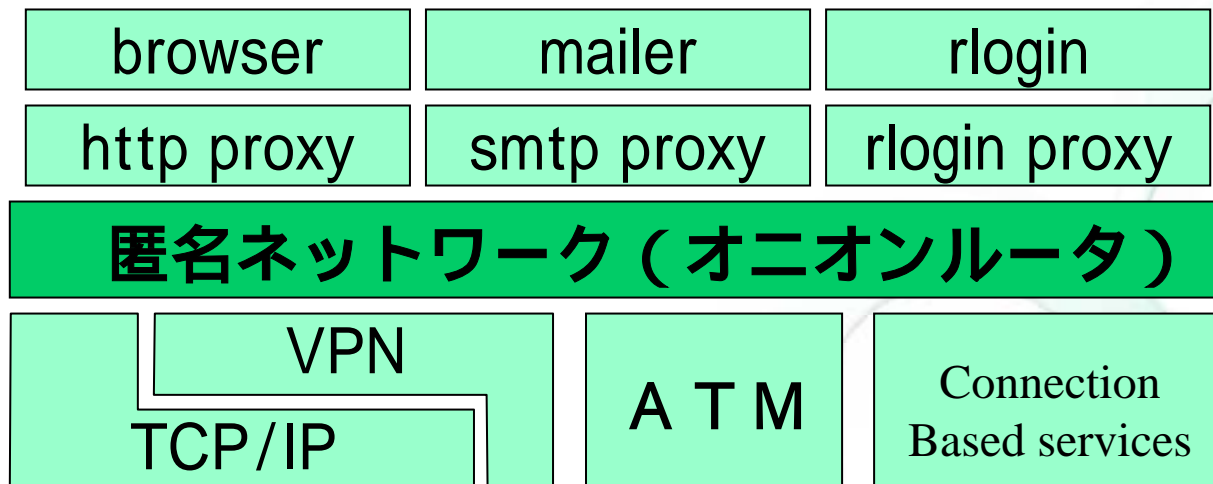 browser mailer rlogin
http proxy smtp proxy rlogin proxy
匿名ネットワーク（オニオンルータ）
VPN
TCP/IP
ＡＴＭ
Connection
Based services